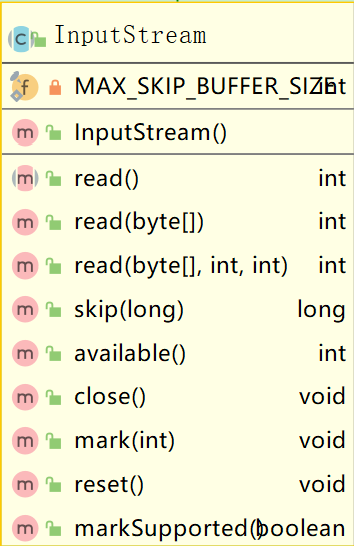 InputStream
MAX_SKIP_BUFFER_SIZE int
InputStream()
read() int
read(byte[]) int
read(byte[], int, int) int
skip(long) long
available() int
close() void
mark(int) void
reset() void
markSupported() boolean